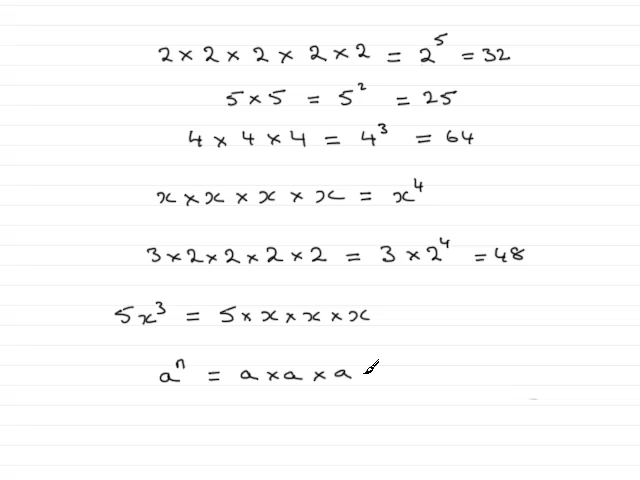 2 × 2 × 2 × 2 × 2 = 2⁵ = 32
5 × 5 = 5² = 25
4 × 4 × 4 = 4³ = 64
x × x × x × x = x⁴
3 × 2 × 2 × 2 × 2 = 3 × 2⁴ = 48
5x³ = 5 × x × x × x
aⁿ = a × a × a